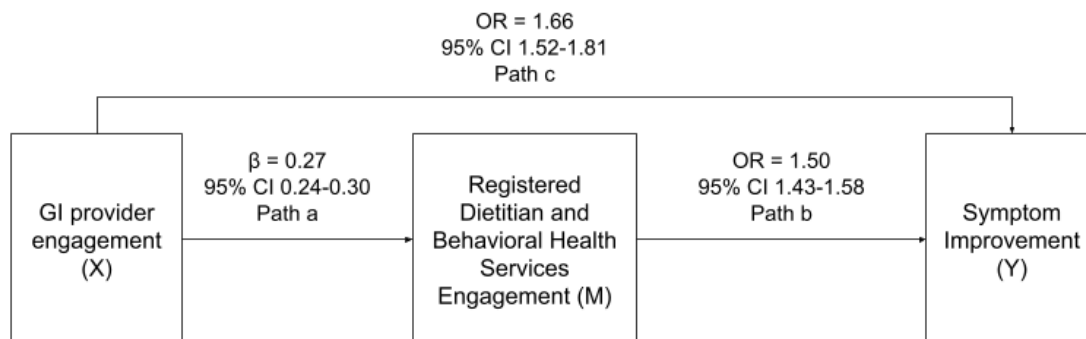 OR = 1.66
95% CI 1.52-1.81
Path c
β = 0.27
95% CI 0.24-0.30
Path a
OR = 1.50
95% CI 1.43-1.58
Path b
GI provider
engagement
(X)
Registered
Dietitian and
Behavioral Health
Services
Engagement (M)
Symptom
Improvement
(Y)